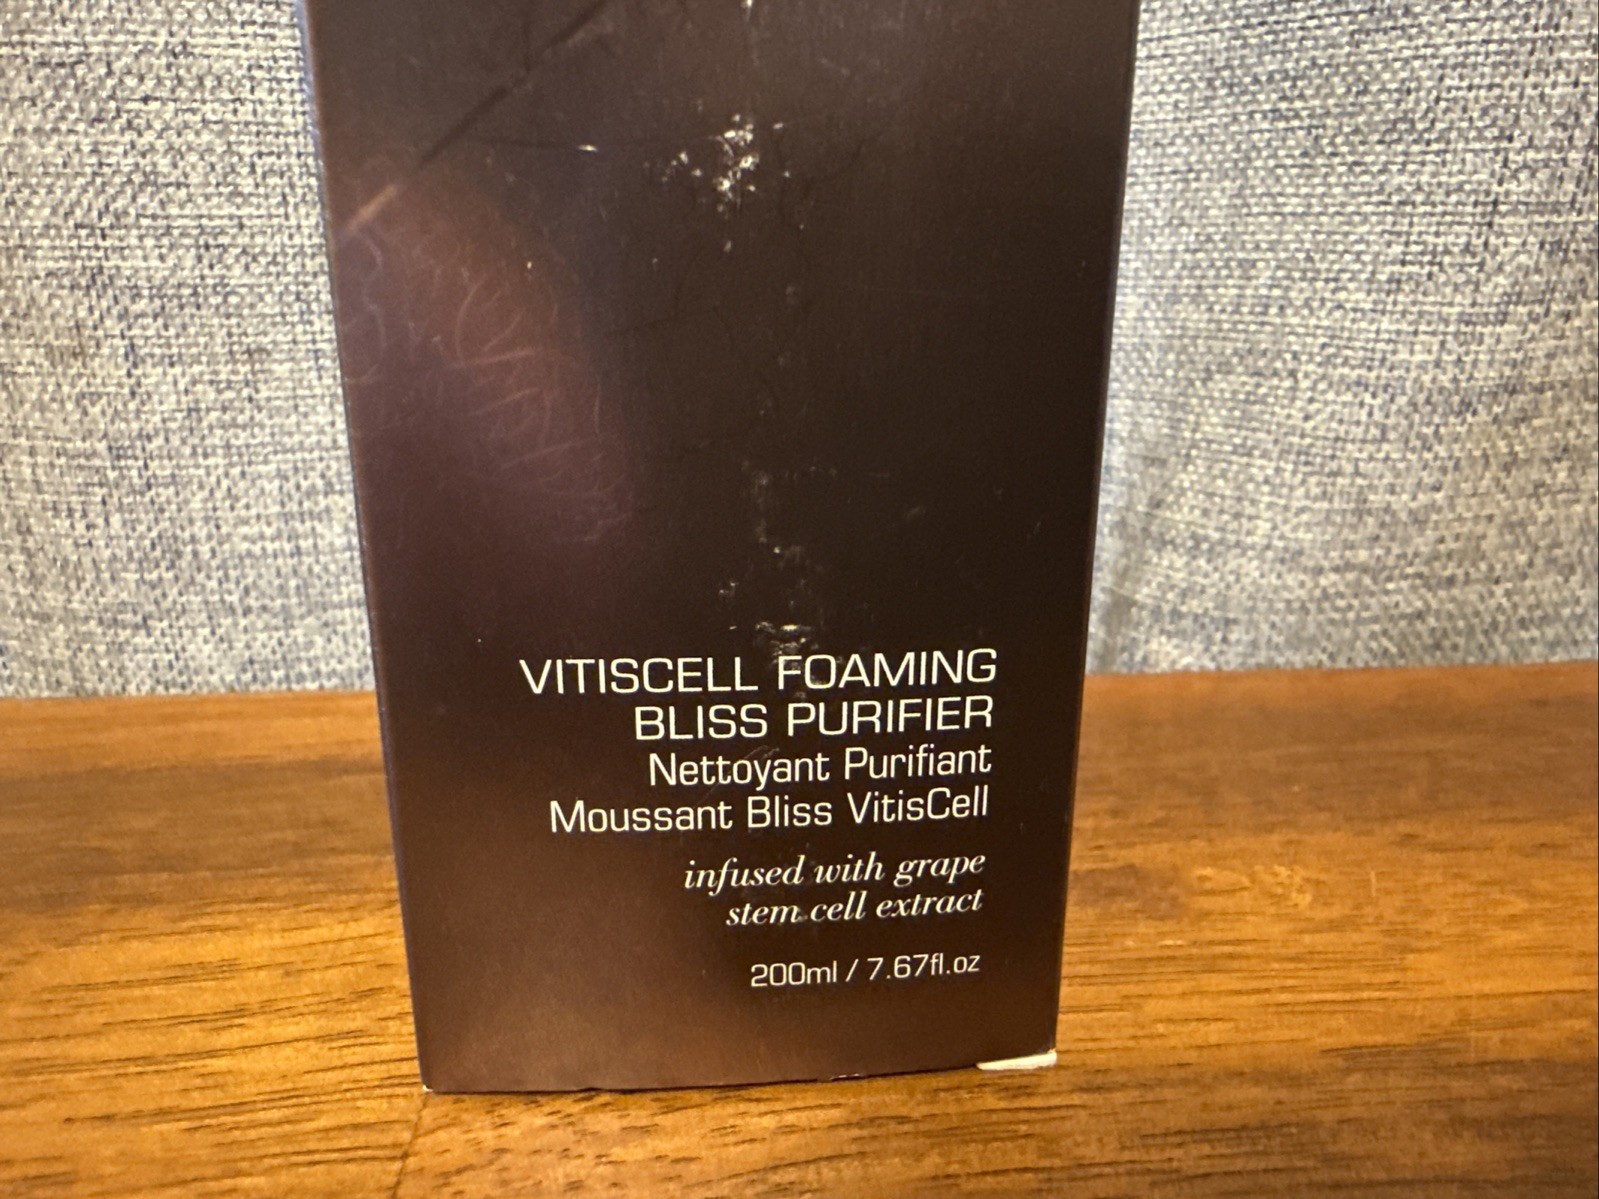 VITISCELL FOAMING
BLISS PURIFIER
Nettoyant Purifiant
Moussant Bliss VitisCell
infused with grape
stem cell extract
200ml / 7.67fl.oz